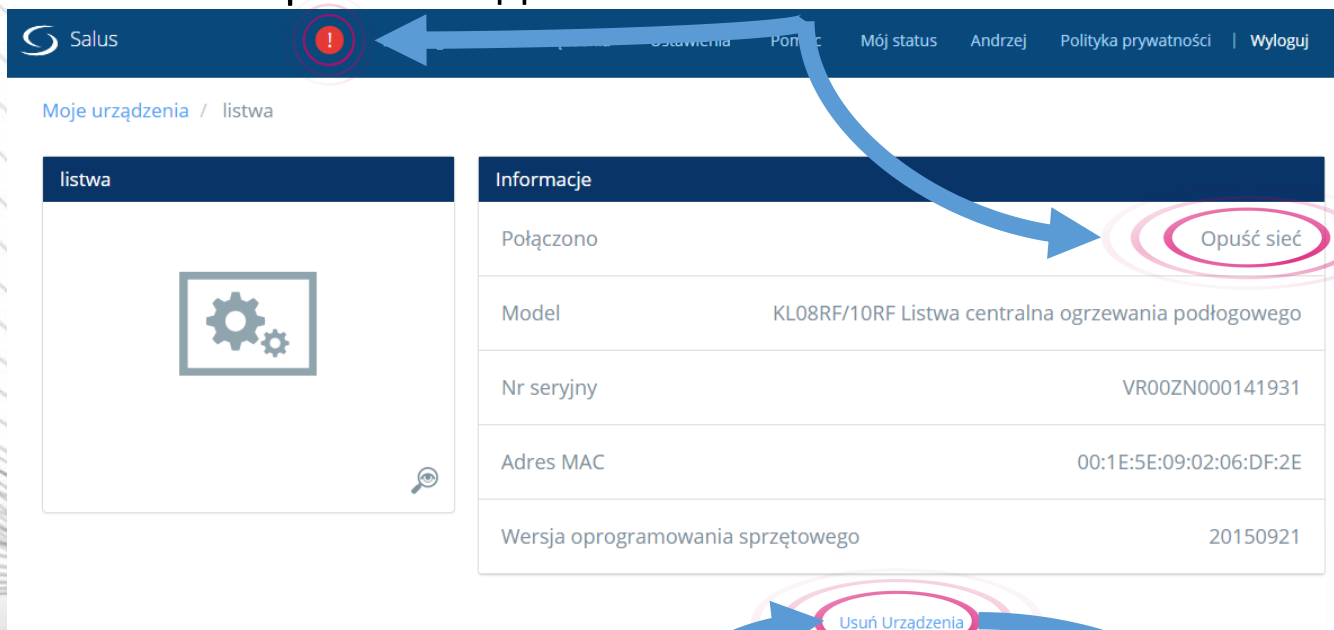 Salus
!
Pomoc
Mój status
Andrzej
Polityka prywatności | Wyloguj
Moje urządzenia / listwa
listwa
Informacje
Połączono
Opuść sieć
Model
KL08RF/10RF Listwa centralna ogrzewania podłogowego
Nr seryjny
VR00ZN000141931
Adres MAC
00:1E:5E:09:02:06:DF:2E
Wersja oprogramowania sprzętowego
20150921
Usuń Urządzenia